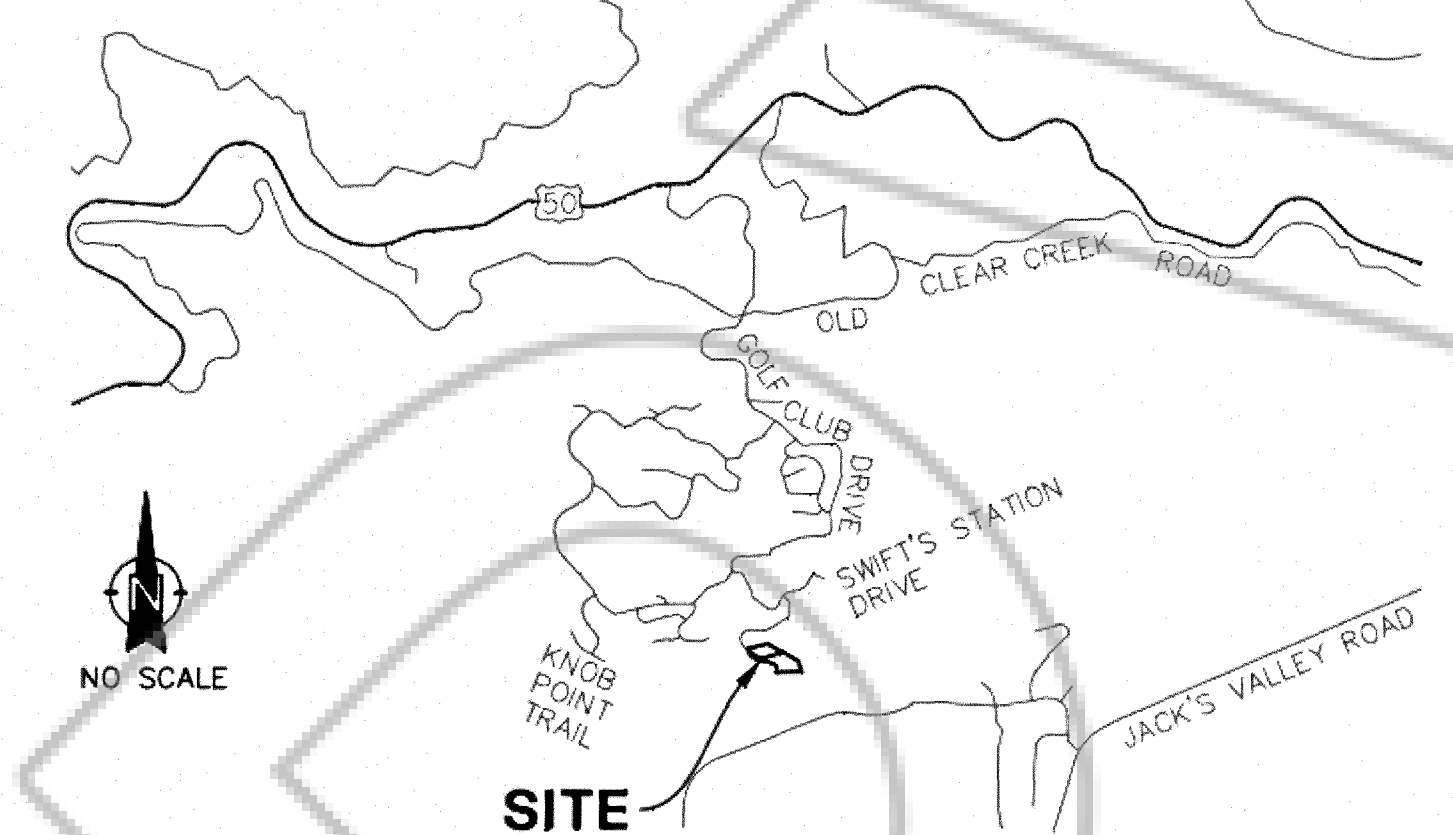 50
CLEAR CREEK ROAD
OLD
GOLF CLUB DRIVE
SWIFT'S STATION
DRIVE
N
NO SCALE
KNOB
POINT
TRAIL
JACK'S VALLEY ROAD
SITE